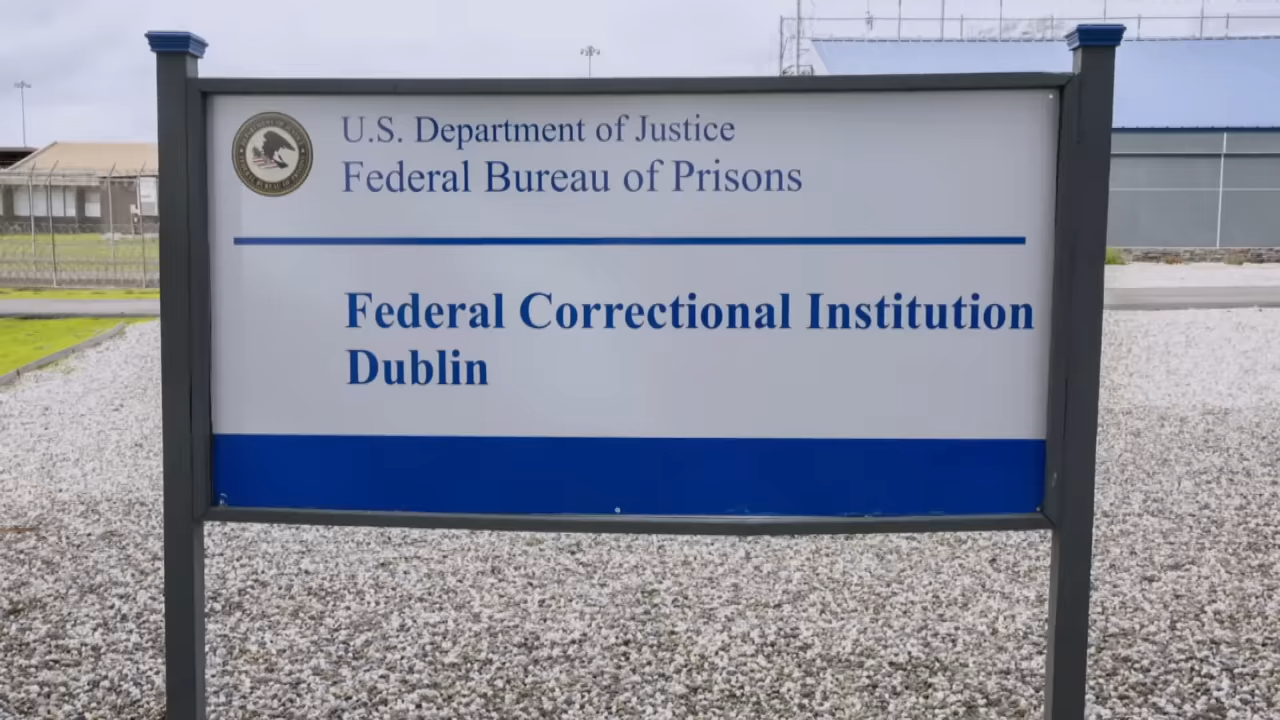 U.S. Department of Justice
Federal Bureau of Prisons
Federal Correctional Institution
Dublin